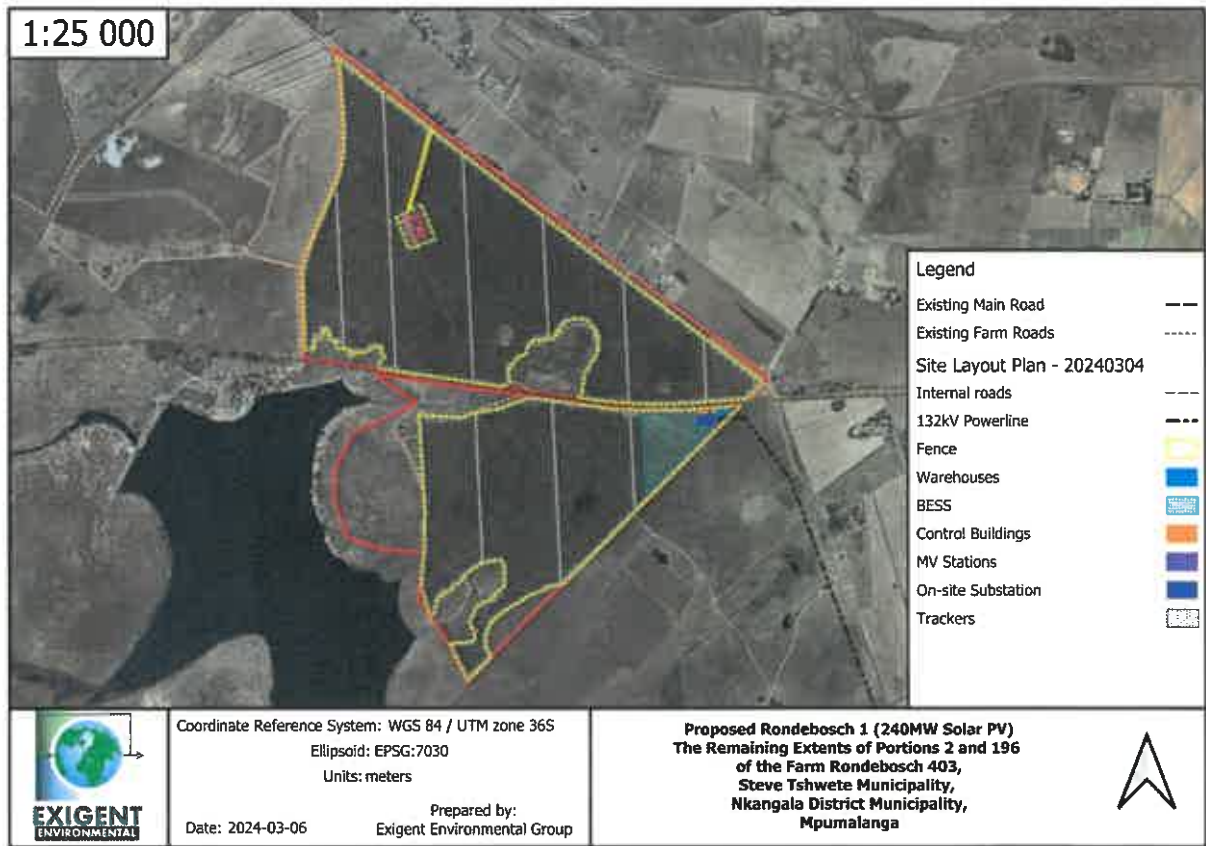 1:25 000
Legend
Existing Main Road
Existing Farm Roads
Site Layout Plan - 20240304
Internal roads
132kV Powerline
Fence
Warehouses
BESS
Control Buildings
MV Stations
On-site Substation
Trackers
EXIGENT
ENVIRONMENTAL
Coordinate Reference System: WGS 84 / UTM zone 36S
Ellipsoid: EPSG:7030
Units: meters
Prepared by:
Date: 2024-03-06 Exigent Environmental Group
Proposed Rondebosch 1 (240MW Solar PV)
The Remaining Extents of Portions 2 and 196
of the Farm Rondebosch 403,
Steve Tshwete Municipality,
Nkangala District Municipality,
Mpumalanga